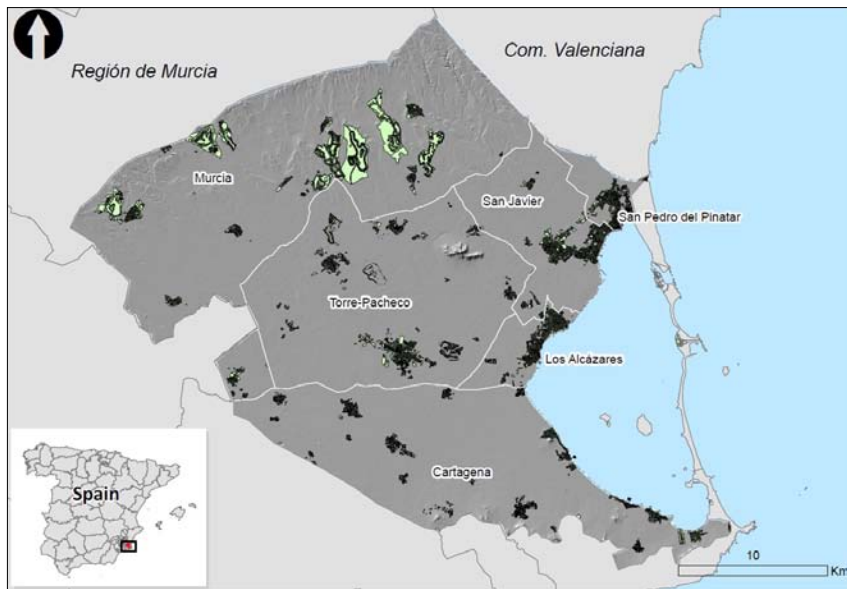 Com. Valenciana
Región de Murcia
Murcia
San Javier
San Pedro del Pinatar
Torre-Pacheco
Los Alcázares
Cartagena
Spain
10
Km